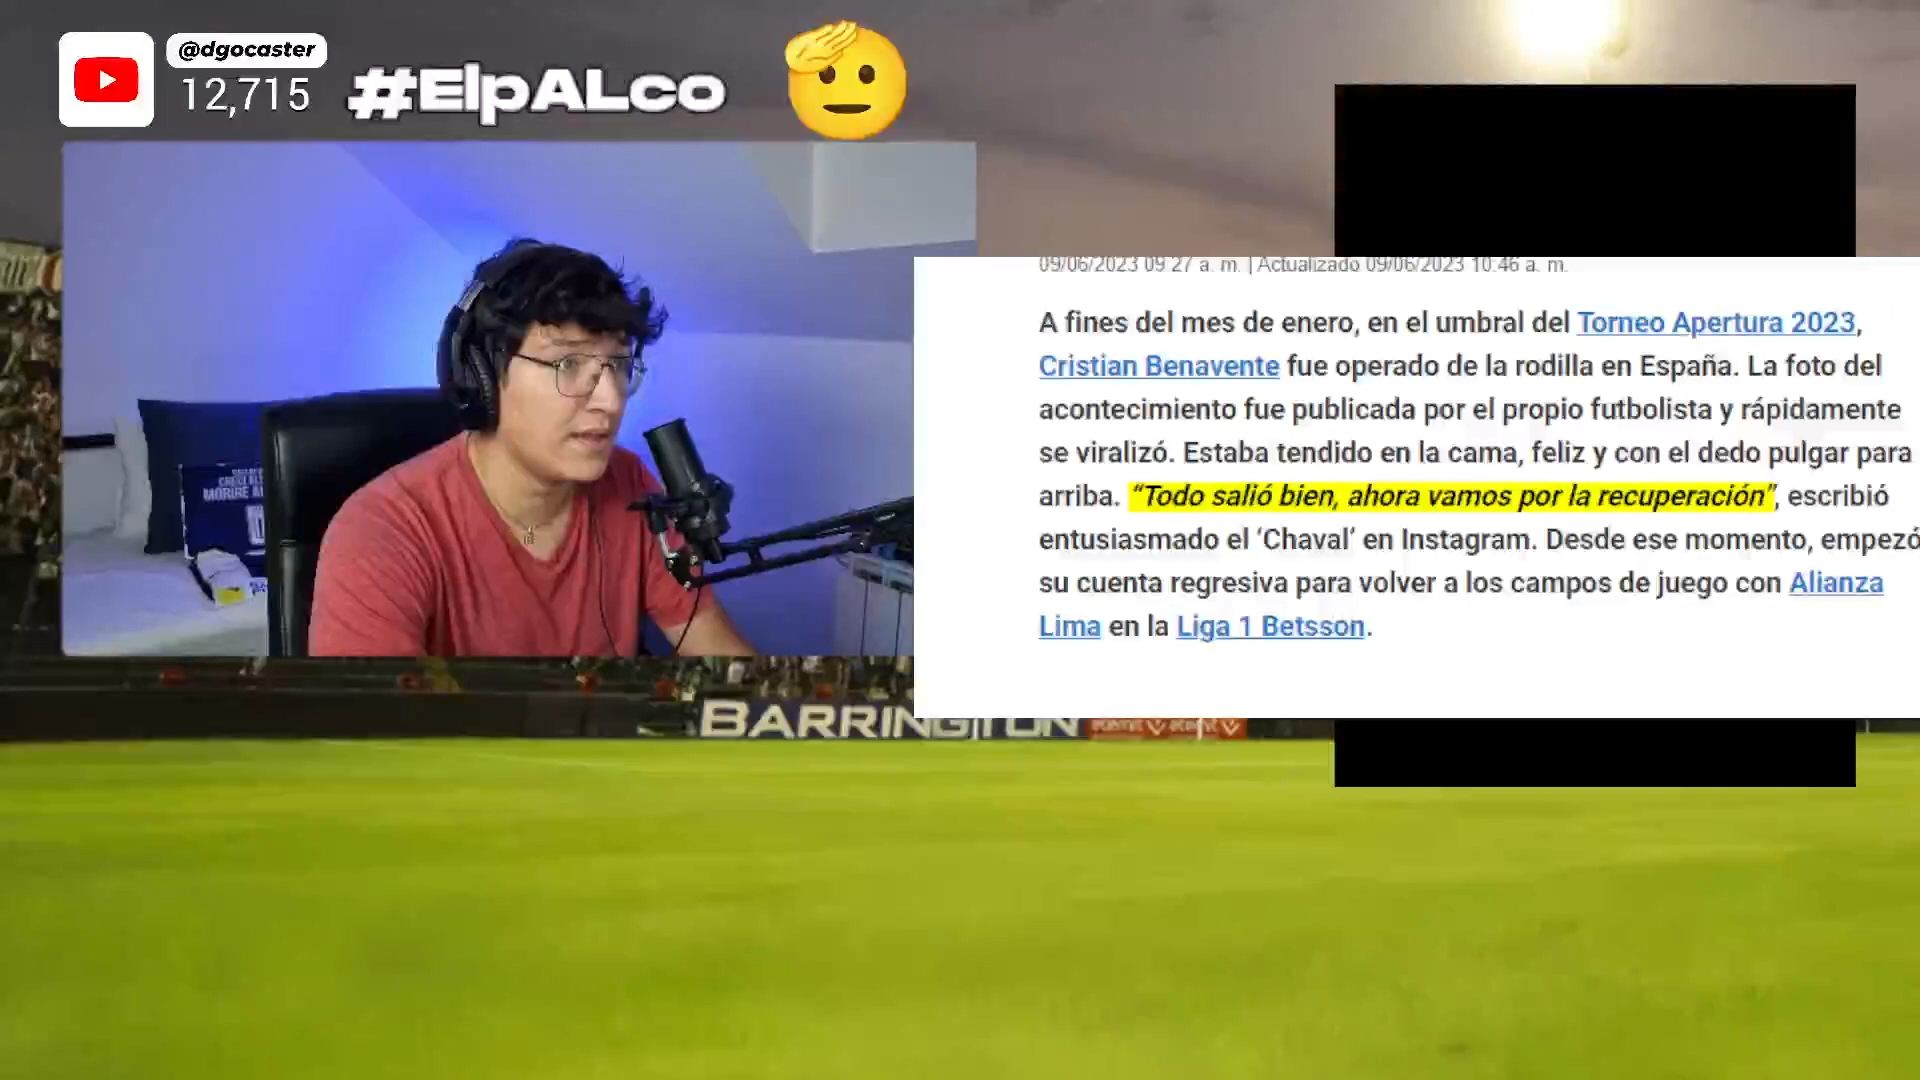 @dgocaster
12,715
#ElpALco
09/06/2023 09:27 a. m. | Actualizado 09/06/2023 10:46 a. m.
A fines del mes de enero, en el umbral del Torneo Apertura 2023,
Cristian Benavente fue operado de la rodilla en España. La foto del
acontecimiento fue publicada por el propio futbolista y rápidamente
se viralizó. Estaba tendido en la cama, feliz y con el dedo pulgar para
arriba. “Todo salió bien, ahora vamos por la recuperación”, escribió
entusiasmado el ‘Chaval’ en Instagram. Desde ese momento, empezó
su cuenta regresiva para volver a los campos de juego con Alianza
Lima en la Liga 1 Betsson.
BARRINGTON